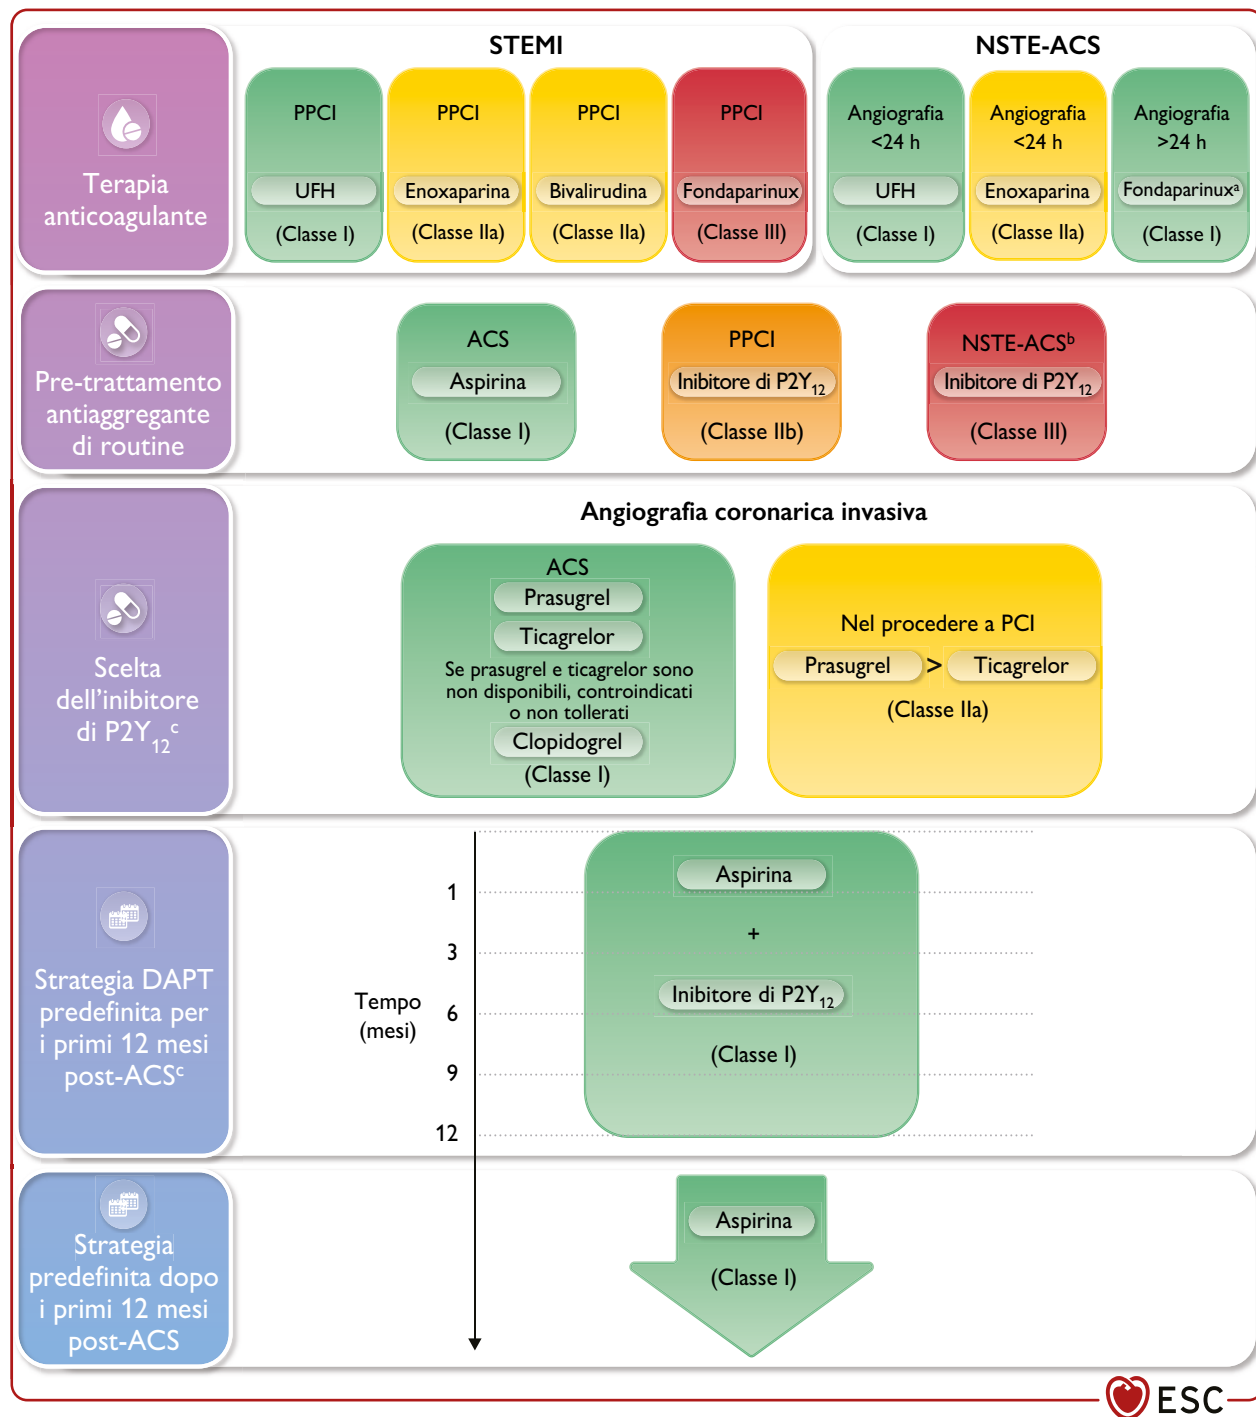 STEMI
NSTE-ACS
Terapia
anticoagulante
PPCI
UFH
(Classe I)
PPCI
Enoxaparina
(Classe IIa)
PPCI
Bivalirudina
(Classe IIa)
PPCI
Fondaparinux
(Classe III)
Angiografia
<24 h
UFH
(Classe I)
Angiografia
<24 h
Enoxaparina
(Classe IIa)
Angiografia
>24 h
Fondaparinuxᵃ
(Classe I)
Pre-trattamento
antiaggregante
di routine
ACS
Aspirina
(Classe I)
PPCI
Inibitore di P2Y₁₂
(Classe IIb)
NSTE-ACSᵇ
Inibitore di P2Y₁₂
(Classe III)
Scelta
dell’inibitore
di P2Y₁₂ᶜ
Angiografia coronarica invasiva
ACS
Prasugrel
Ticagrelor
Se prasugrel e ticagrelor sono
non disponibili, controindicati
o non tollerati
Clopidogrel
(Classe I)
Nel procedere a PCI
Prasugrel > Ticagrelor
(Classe IIa)
Strategia DAPT
predefinita per
i primi 12 mesi
post-ACSᶜ
Tempo
(mesi)
1
3
6
9
12
Aspirina
+
Inibitore di P2Y₁₂
(Classe I)
Strategia
predefinita dopo
i primi 12 mesi
post-ACS
Aspirina
(Classe I)
ESC